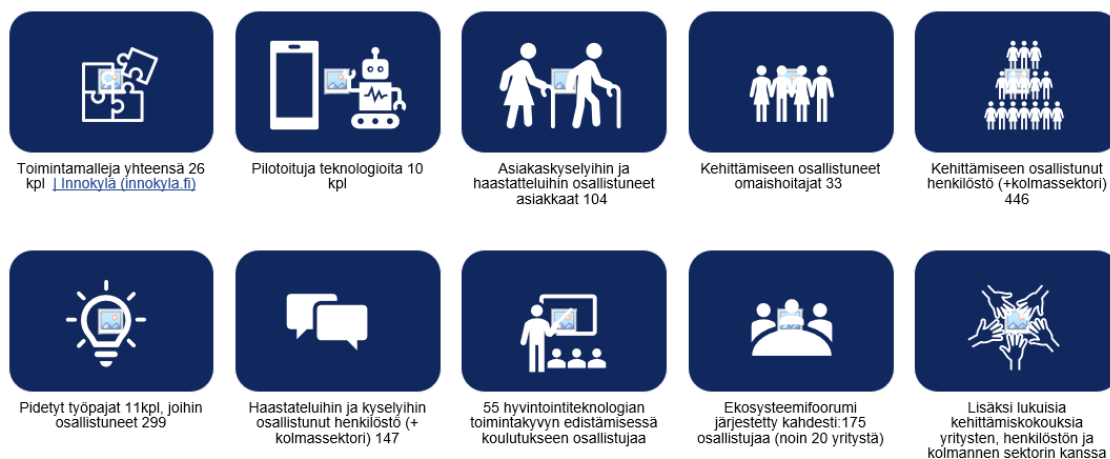 Toimintamalleja yhteensä 26
kpl | Innokylä (innokyla.fi)
Pilotoituja teknologioita 10
kpl
Asiakaskyselyihin ja
haastatteluihin osallistuneet
asiakkaat 104
Kehittämiseen osallistuneet
omaishoitajat 33
Kehittämiseen osallistunut
henkilöstö (+kolmassektori)
446
Pidetyt työpajat 11kpl, joihin
osallistuneet 299
Haastateluihin ja kyselyihin
osallistunut henkilöstö (+
kolmassektori) 147
55 hyvintointiteknologian
toimintakyvyn edistämisessä
koulutukseen osallistujaa
Ekosysteemifoorumi
järjestetty kahdesti:175
osallistujaa (noin 20 yritystä)
Lisäksi lukuisia
kehittämiskokouksia
yritysten, henkilöstön ja
kolmannen sektorin kanssa